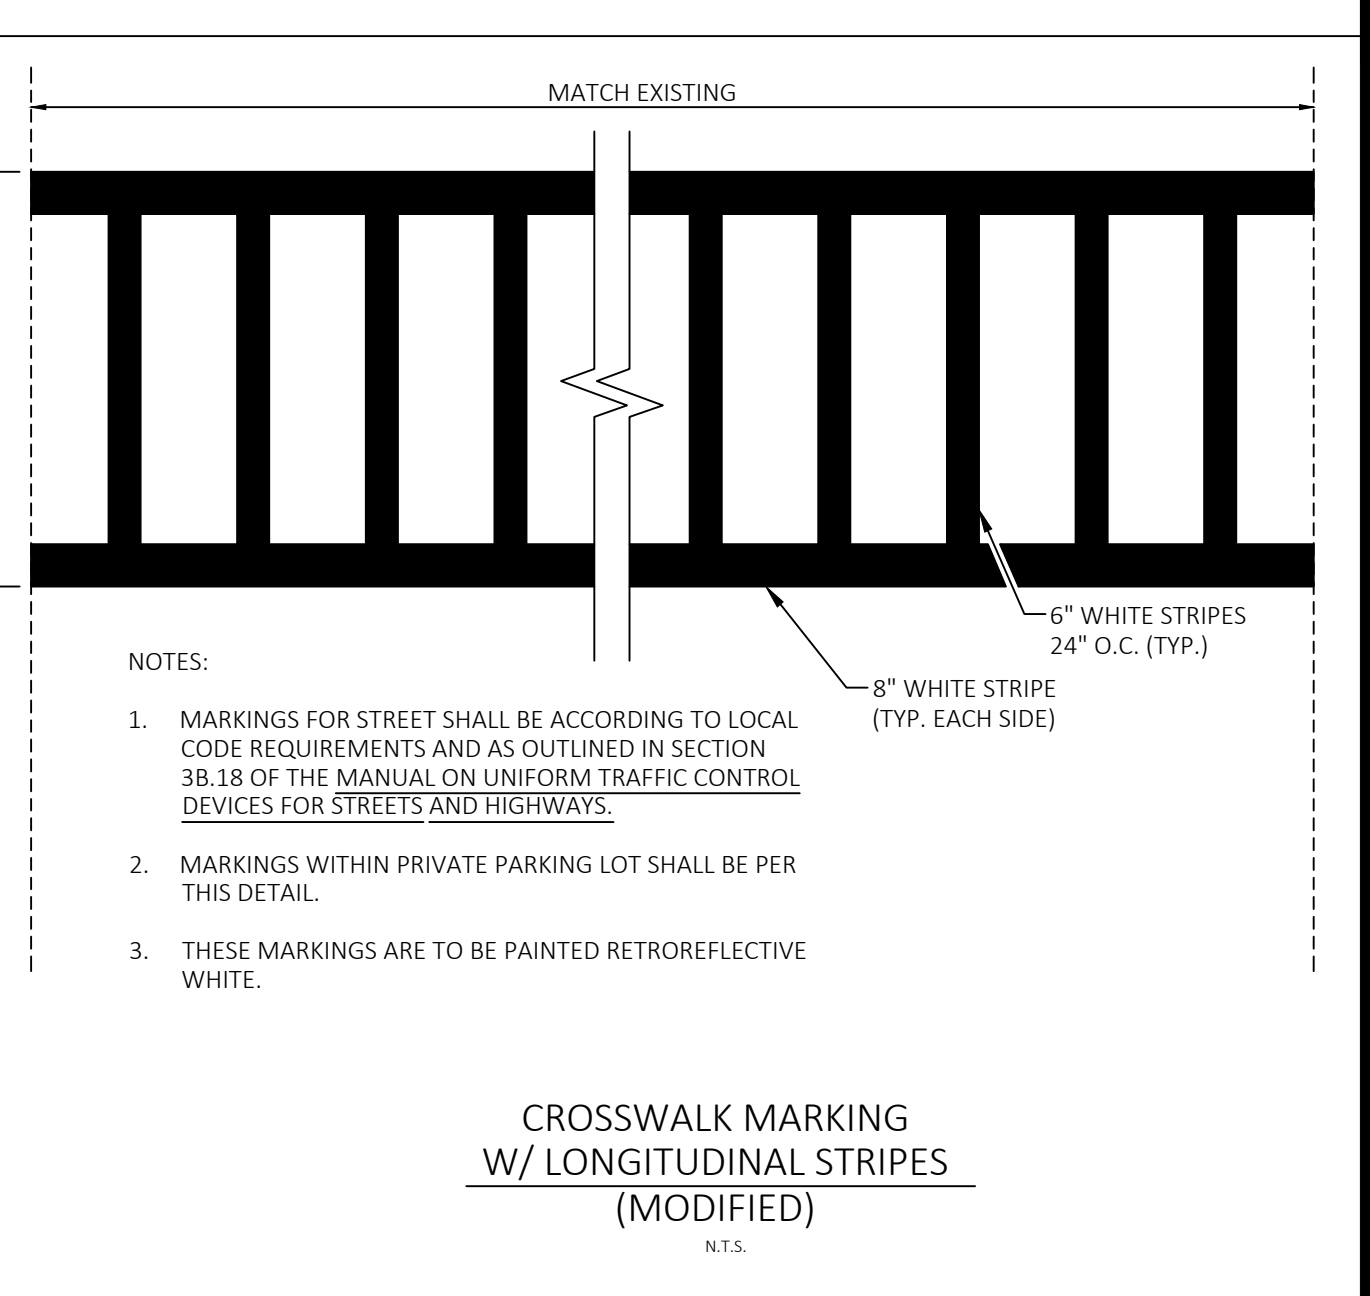 MATCH EXISTING
6" WHITE STRIPES
24" O.C. (TYP.)
8" WHITE STRIPE
(TYP. EACH SIDE)
NOTES:
1. MARKINGS FOR STREET SHALL BE ACCORDING TO LOCAL
CODE REQUIREMENTS AND AS OUTLINED IN SECTION
3B.18 OF THE MANUAL ON UNIFORM TRAFFIC CONTROL
DEVICES FOR STREETS AND HIGHWAYS.
2. MARKINGS WITHIN PRIVATE PARKING LOT SHALL BE PER
THIS DETAIL.
3. THESE MARKINGS ARE TO BE PAINTED RETROREFLECTIVE
WHITE.
CROSSWALK MARKING
W/ LONGITUDINAL STRIPES
(MODIFIED)
N.T.S.